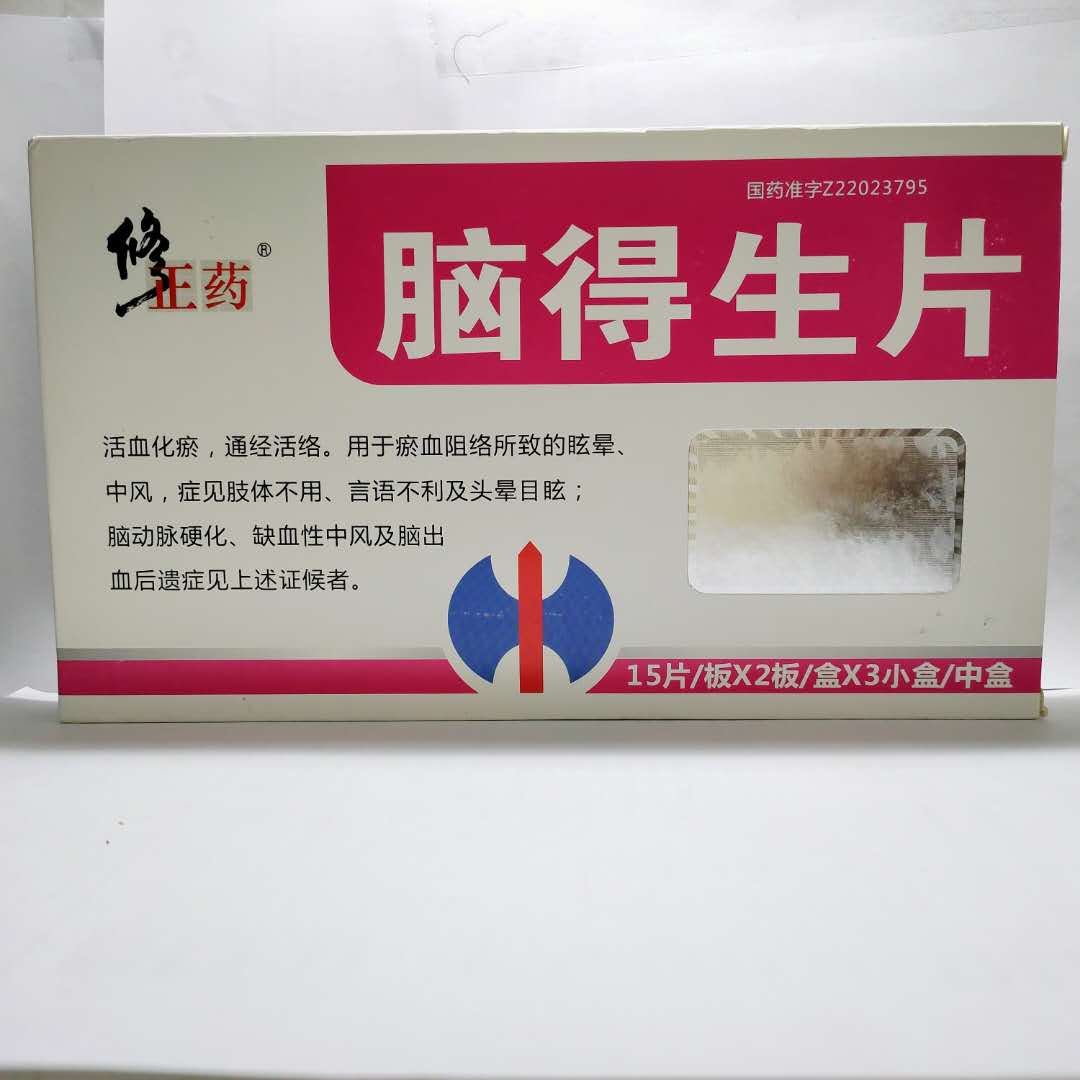 国药准字Z22023795
修正药®
脑得生片
活血化瘀，通经活络。用于瘀血阻络所致的眩晕、
中风，症见肢体不用、言语不利及头晕目眩；
脑动脉硬化、缺血性中风及脑出
血后遗症见上述证候者。
15片/板X2板/盒X3小盒/中盒